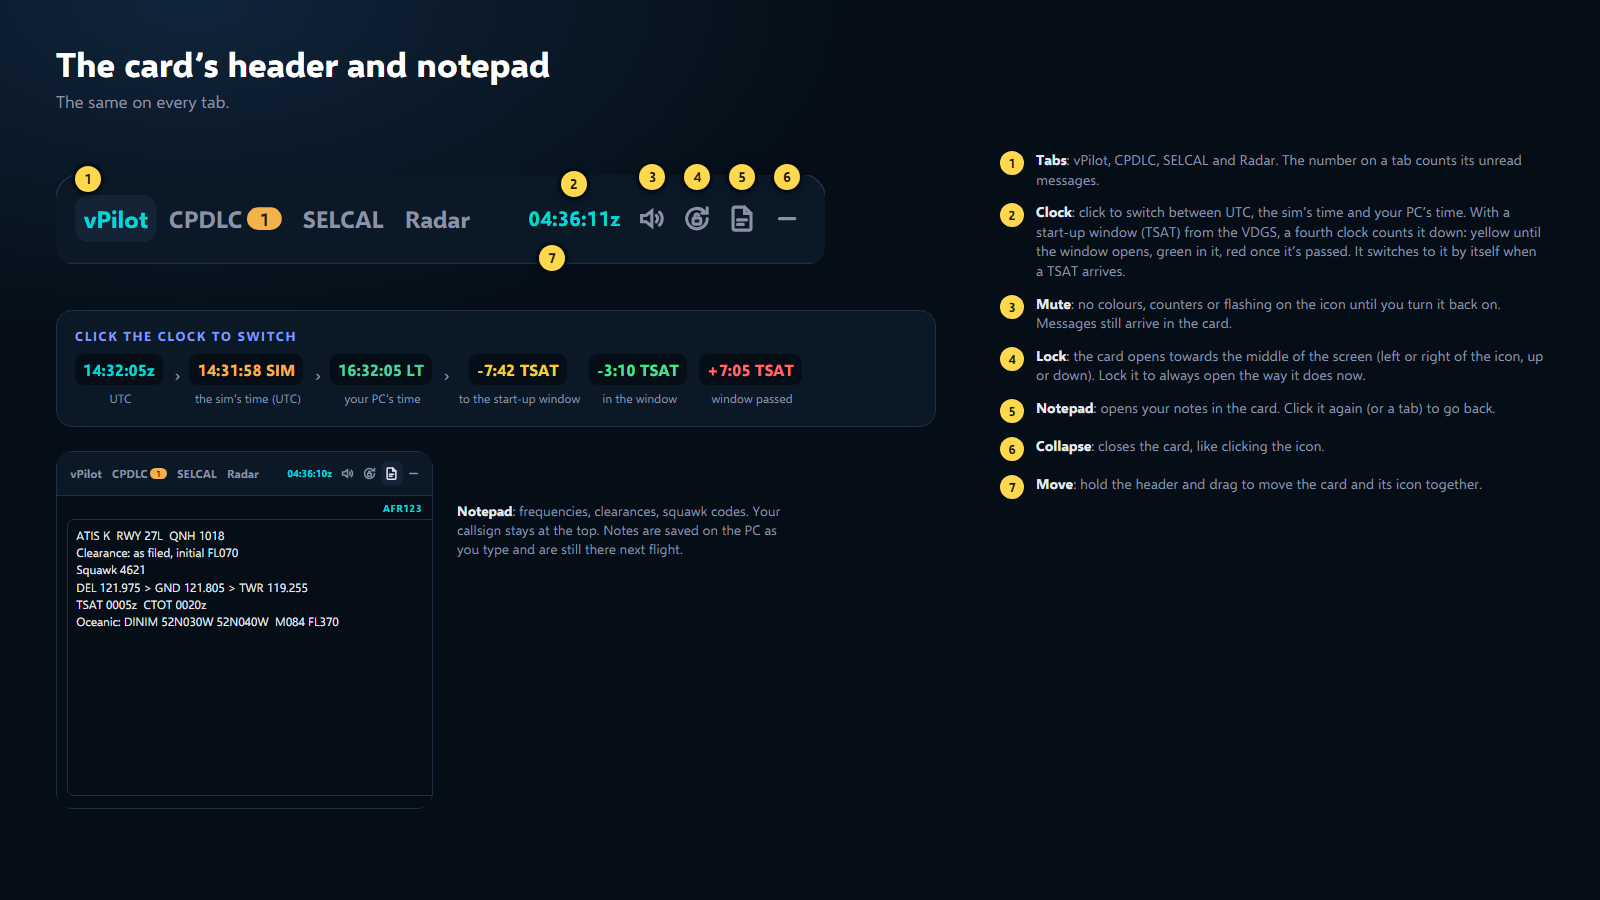 The card's header and notepad
The same on every tab.
1
2
3
4
5
6
vPilot CPDLC 1 SELCAL Radar 04:36:11z
7
CLICK THE CLOCK TO SWITCH
14:32:05z › 14:31:58 SIM › 16:32:05 LT › -7:42 TSAT -3:10 TSAT +7:05 TSAT
UTC the sim's time (UTC) your PC's time to the start-up window in the window window passed
vPilot CPDLC 1 SELCAL Radar 04:36:10z
AFR123
ATIS K RWY 27L QNH 1018
Clearance: as filed, initial FL070
Squawk 4621
DEL 121.975 > GND 121.805 > TWR 119.255
TSAT 0005z CTOT 0020z
Oceanic: DINIM 52N030W 52N040W M084 FL370
Notepad: frequencies, clearances, squawk codes. Your
callsign stays at the top. Notes are saved on the PC as
you type and are still there next flight.
1 Tabs: vPilot, CPDLC, SELCAL and Radar. The number on a tab counts its unread
messages.
2 Clock: click to switch between UTC, the sim's time and your PC's time. With a
start-up window (TSAT) from the VDGS, a fourth clock counts it down: yellow until
the window opens, green in it, red once it's passed. It switches to it by itself when
a TSAT arrives.
3 Mute: no colours, counters or flashing on the icon until you turn it back on.
Messages still arrive in the card.
4 Lock: the card opens towards the middle of the screen (left or right of the icon, up
or down). Lock it to always open the way it does now.
5 Notepad: opens your notes in the card. Click it again (or a tab) to go back.
6 Collapse: closes the card, like clicking the icon.
7 Move: hold the header and drag to move the card and its icon together.